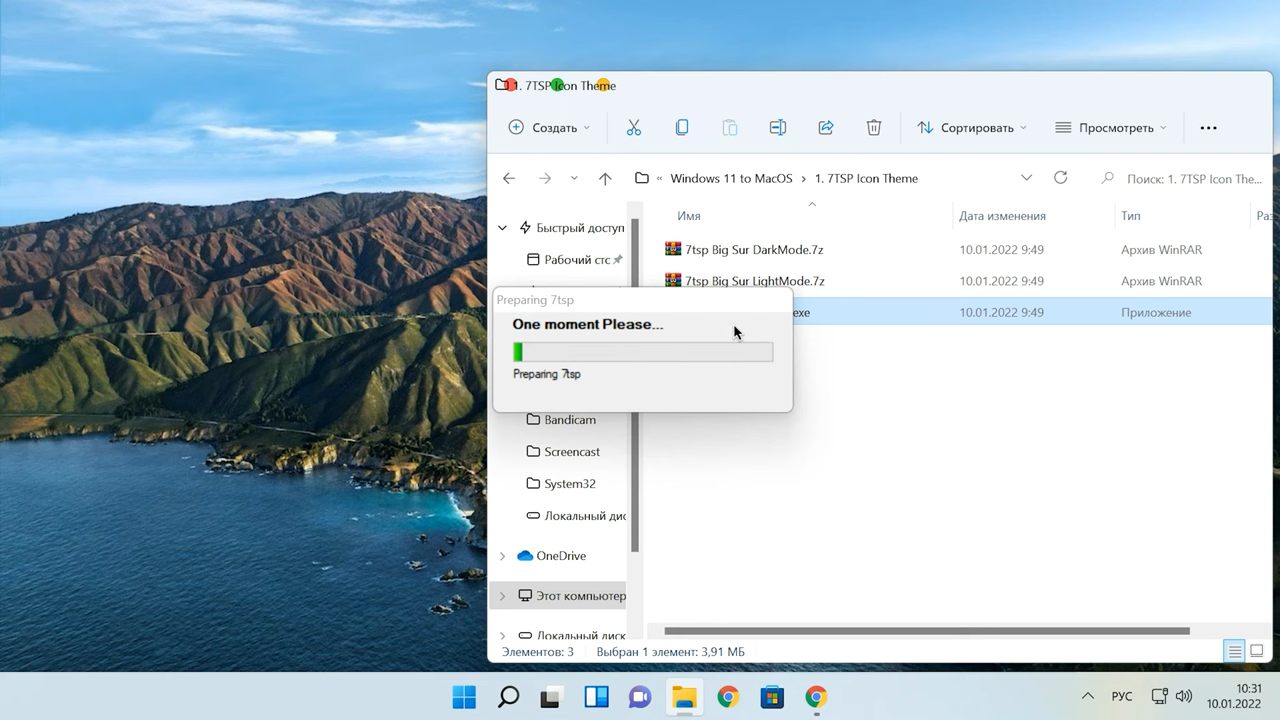 1. 7TSP Icon Theme
Создать
Сортировать
Просмотреть
« Windows 11 to MacOS > 1. 7TSP Icon Theme
Поиск: 1. 7TSP Icon The...
Имя
Дата изменения
Тип
Раз
Быстрый доступ
Рабочий стс
7tsp Big Sur DarkMode.7z
10.01.2022 9:49
Архив WinRAR
7tsp Big Sur LightMode.7z
10.01.2022 9:49
Архив WinRAR
exe
10.01.2022 9:49
Приложение
Preparing 7tsp
One moment Please...
Preparing 7tsp
Bandicam
Screencast
System32
Локальный дис
OneDrive
Этот компьютер
Локальный диск
Элементов: 3
Выбран 1 элемент: 3,91 МБ
РУС
10:31
10.01.2022